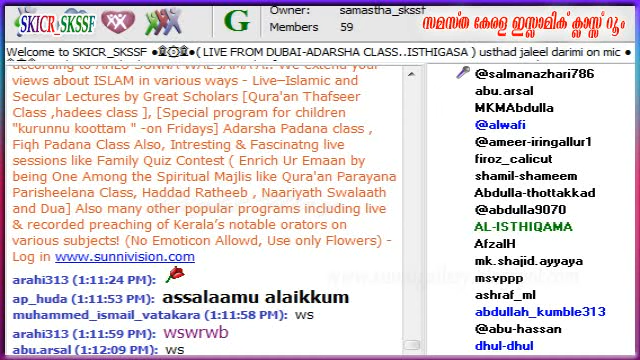 SKICR_SKSSF
G
Owner: samastha_skssf
Members 59
സമസ്ത കേരള ഇസ്ലാമിക് ക്ലാസ്സ് റൂം
Welcome to SKICR_SKSSF ( LIVE FROM DUBAI-ADARSHA CLASS..ISTHIGASA ) usthad jaleel darimi on mic
views about ISLAM in various ways - Live–Islamic and
Secular Lectures by Great Scholars [Qura'an Thafseer
Class ,hadees class ], [Special program for children
"kurunnu koottam " -on Fridays] Adarsha Padana class ,
Fiqh Padana Class Also, Intresting & Fascinatng live
sessions like Family Quiz Contest ( Enrich Ur Emaan by
being One Among the Spiritual Majlis like Qura'an Parayana
Parisheelana Class, Haddad Ratheeb , Naariyath Swalaath
and Dua] Also many other popular programs including live
& recorded preaching of Kerala's notable orators on
various subjects! (No Emoticon Allowd, Use only Flowers) -
Log in www.sunnivision.com
arahi313 (1:11:24 PM):
ap_huda (1:11:53 PM): assalaamu alaikkum
muhammed_ismail_vatakara (1:11:58 PM): ws
arahi313 (1:11:59 PM): wswrwb
abu.arsal (1:12:09 PM): ws
@salmanazhari786
abu.arsal
MKMAbdulla
@alwafi
@ameer-iringallur1
firoz_calicut
shamil-shameem
Abdulla-thottakkad
@abdulla9070
AL-ISTHIQAMA
AfzalH
mk.shajid.ayyaya
msvppp
ashraf_ml
abdullah_kumble313
@abu-hassan
dhul-dhul